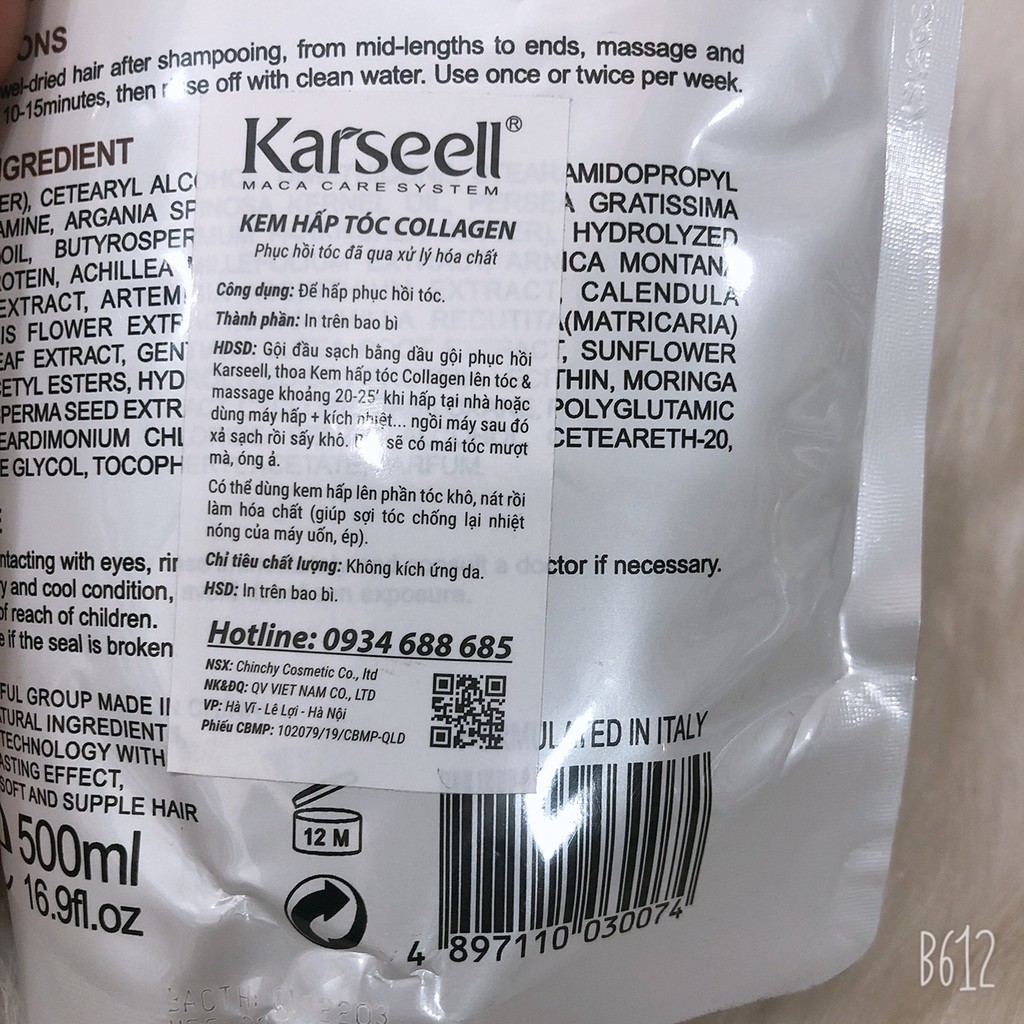 ONS
wel-dried hair after shampooing, from mid-lengths to ends, massage and
10-15minutes, then se off with clean water. Use once or twice per week.
NGREDIENT
ER), CETEARYL ALCO AMIDOPROPYL
AMINE, ARGANIA SP GRATISSIMA
OIL, BUTYROSPER HYDROLYZED
OTEIN, ACHILLEA ICA MONTANA
EXTRACT, ARTEM CALENDULA
IS FLOWER EXTR (MATRICARIA)
EAF EXTRACT, GEN SUNFLOWER
ETYL ESTERS, HYD THIN, MORINGA
PERMA SEED EXTR POLYGLUTAMIC
EARDIMONIUM CHL CETEARETH-20,
E GLYCOL, TOCOPH
Karseell®
MACA CARE SYSTEM
KEM HẤP TÓC COLLAGEN
Phục hồi tóc đã qua xử lý hóa chất
Công dụng: Để hấp phục hồi tóc.
Thành phần: In trên bao bì
HDSD: Gội đầu sạch bằng dầu gội phục hồi
Karseell, thoa Kem hấp tóc Collagen lên tóc &
massage khoảng 20-25' khi hấp tại nhà hoặc
dùng máy hấp + kích nhiệt... ngồi máy sau đó
xả sạch rồi sấy khô. sẽ có mái tóc mượt
mà, óng ả.
Có thể dùng kem hấp lên phần tóc khô, nát rồi
làm hóa chất (giúp sợi tóc chống lại nhiệt
nóng của máy uốn, ép).
Chỉ tiêu chất lượng: Không kích ứng da.
HSD: In trên bao bì.
Hotline: 0934 688 685
NSX: Chinchy Cosmetic Co., ltd
NK&ĐQ: QV VIET NAM CO., LTD
VP: Hà Vĩ - Lê Lợi - Hà Nội
Phiếu CBMP: 102079/19/CBMP-QLD
ntacting with eyes, rin ctor if necessary.
y and cool condition,
of reach of children.
e if the seal is broken
FUL GROUP MADE IN
ATURAL INGREDIENT
TECHNOLOGY WITH
ASTING EFFECT,
SOFT AND SUPPLE HAIR
500ml
16.9fl.oz
12 M
ULATED IN ITALY
4 897110 030074
B612